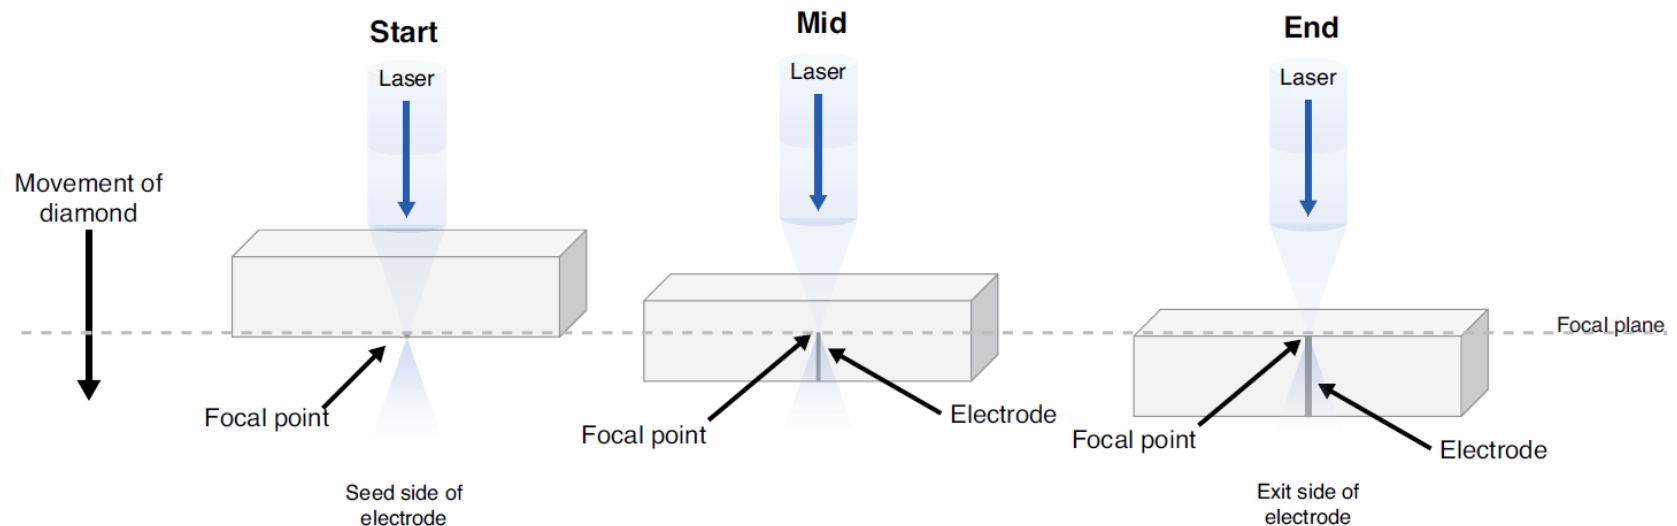 Start
Mid
End
Laser
Laser
Laser
Movement of
diamond
Focal plane
Focal point
Focal point
Electrode
Focal point
Electrode
Seed side of
electrode
Exit side of
electrode